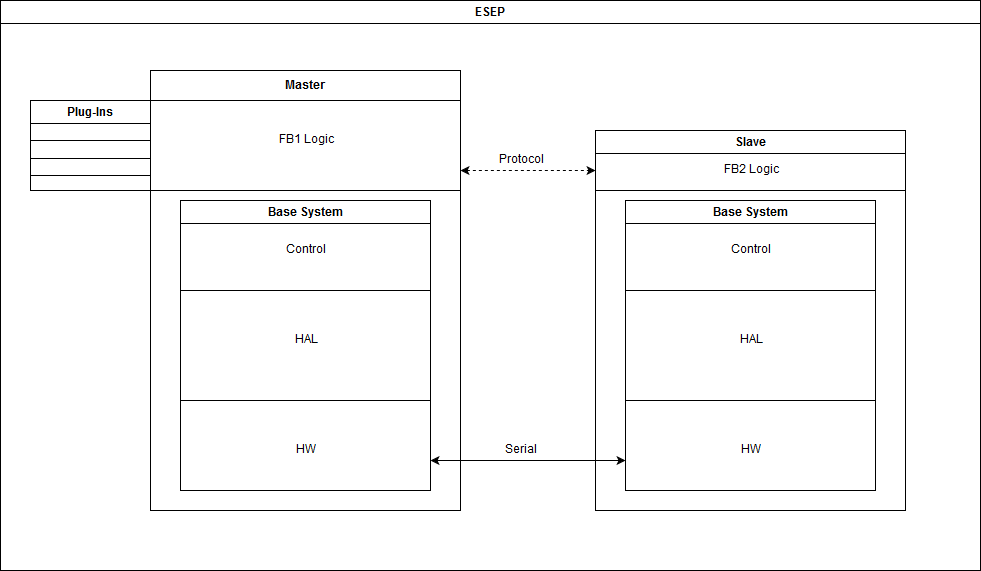 ESEP
Master
Plug-Ins
FB1 Logic
Protocol
Slave
FB2 Logic
Base System
Control
HAL
HW
Serial
Base System
Control
HAL
HW